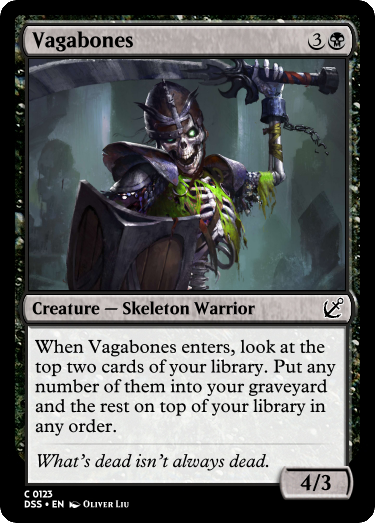 Vagabones 3
Creature — Skeleton Warrior
When Vagabones enters, look at the
top two cards of your library. Put any
number of them into your graveyard
and the rest on top of your library in
any order.
What's dead isn't always dead.
4/3
C 0123
DSS • EN Oliver Liu